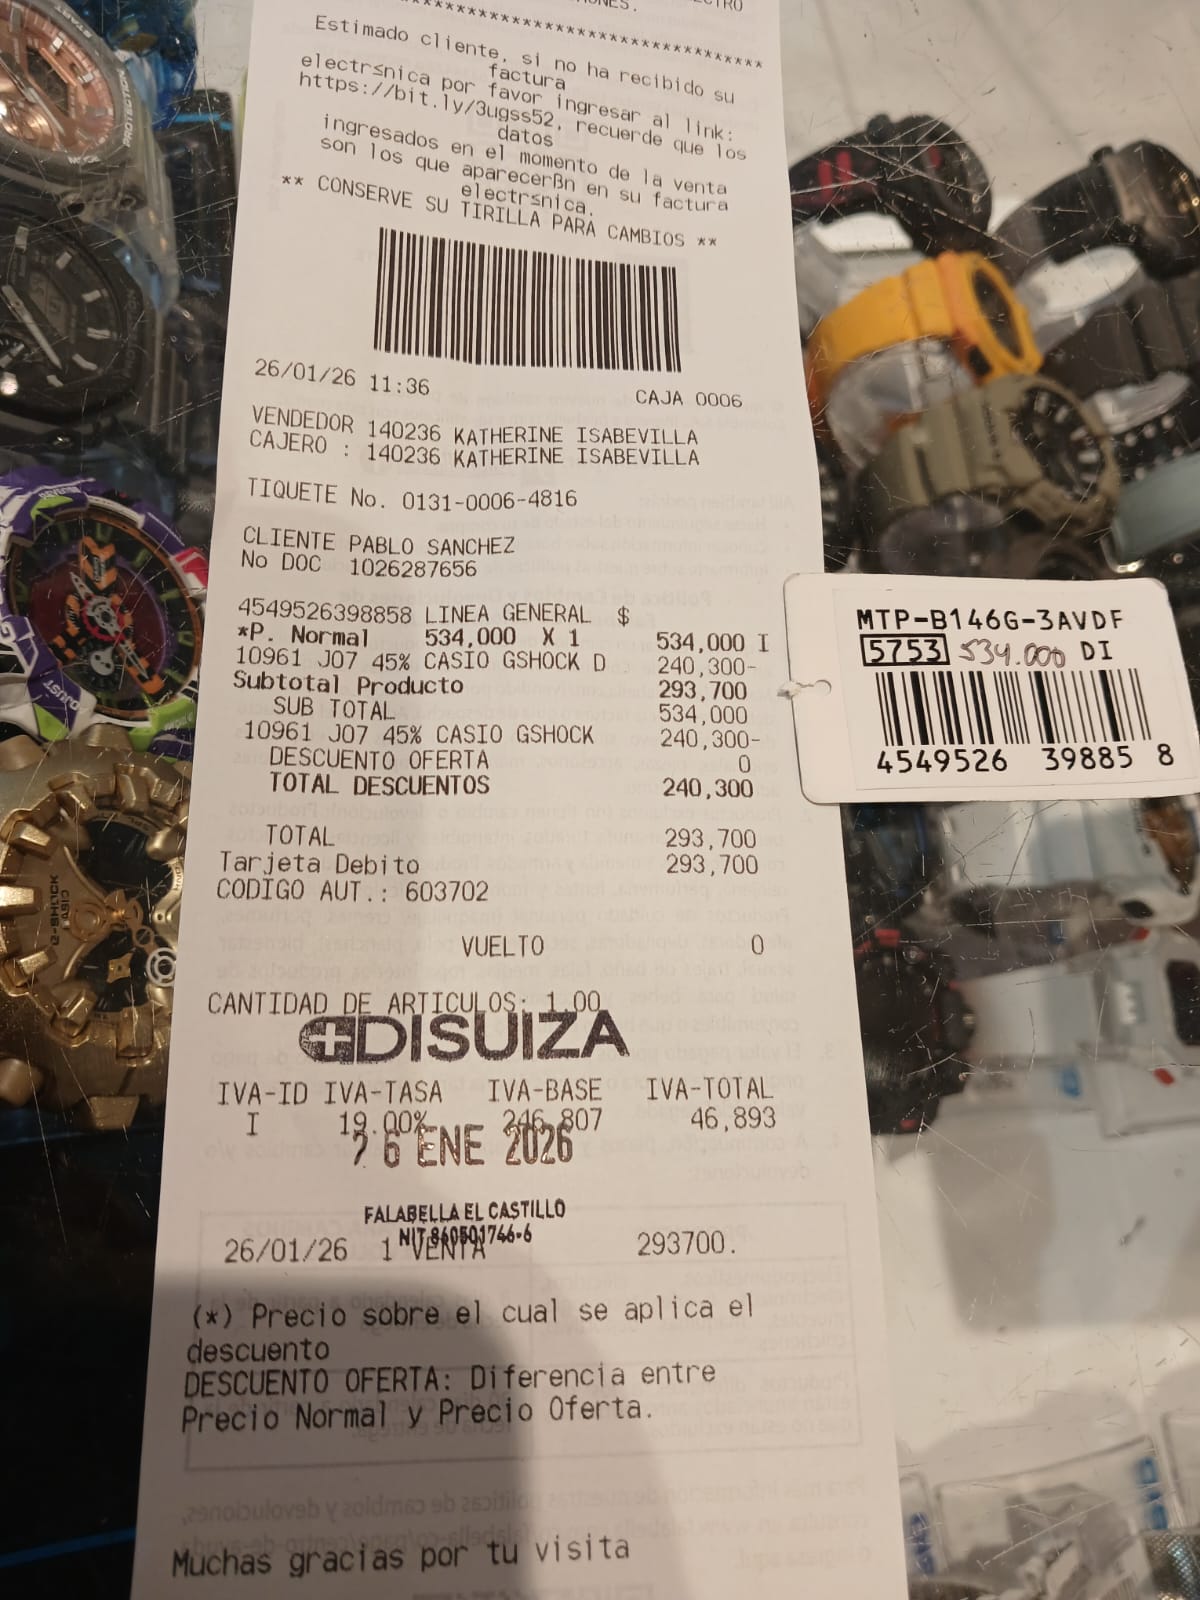 Estimado cliente, si no ha recibido su
factura
electr≤nica por favor ingresar al link:
https://bit.ly/3ugss52, recuerde que los
datos
ingresados en el momento de la venta
son los que aparecerßn en su factura
electr≤nica.
** CONSERVE SU TIRILLA PARA CAMBIOS **
26/01/26 11:36 CAJA 0006
VENDEDOR 140236 KATHERINE ISABEVILLA
CAJERO : 140236 KATHERINE ISABEVILLA
TIQUETE No. 0131-0006-4816
CLIENTE PABLO SANCHEZ
No DOC 1026287656
4549526398858 LINEA GENERAL $
*P. Normal 534,000 X 1 534,000 I
10961 J07 45% CASIO GSHOCK D 240,300-
Subtotal Producto 293,700
SUB TOTAL 534,000
10961 J07 45% CASIO GSHOCK 240,300-
DESCUENTO OFERTA 0
TOTAL DESCUENTOS 240,300
TOTAL 293,700
Tarjeta Debito 293,700
CODIGO AUT.: 603702
VUELTO 0
CANTIDAD DE ARTICULOS: 1.00
DISUIZA
IVA-ID IVA-TASA IVA-BASE IVA-TOTAL
I 19.00% 246,807 46,893
26 ENE 2026
FALABELLA EL CASTILLO
NIT 860501746-6
26/01/26 1 VENTA 293700.
(*) Precio sobre el cual se aplica el
descuento
DESCUENTO OFERTA: Diferencia entre
Precio Normal y Precio Oferta.
Muchas gracias por tu visita
MTP-B146G-3AVDF
5753 534.000 DI
4549526 39885 8
G-SHOCK
CASIO
PROTECTION